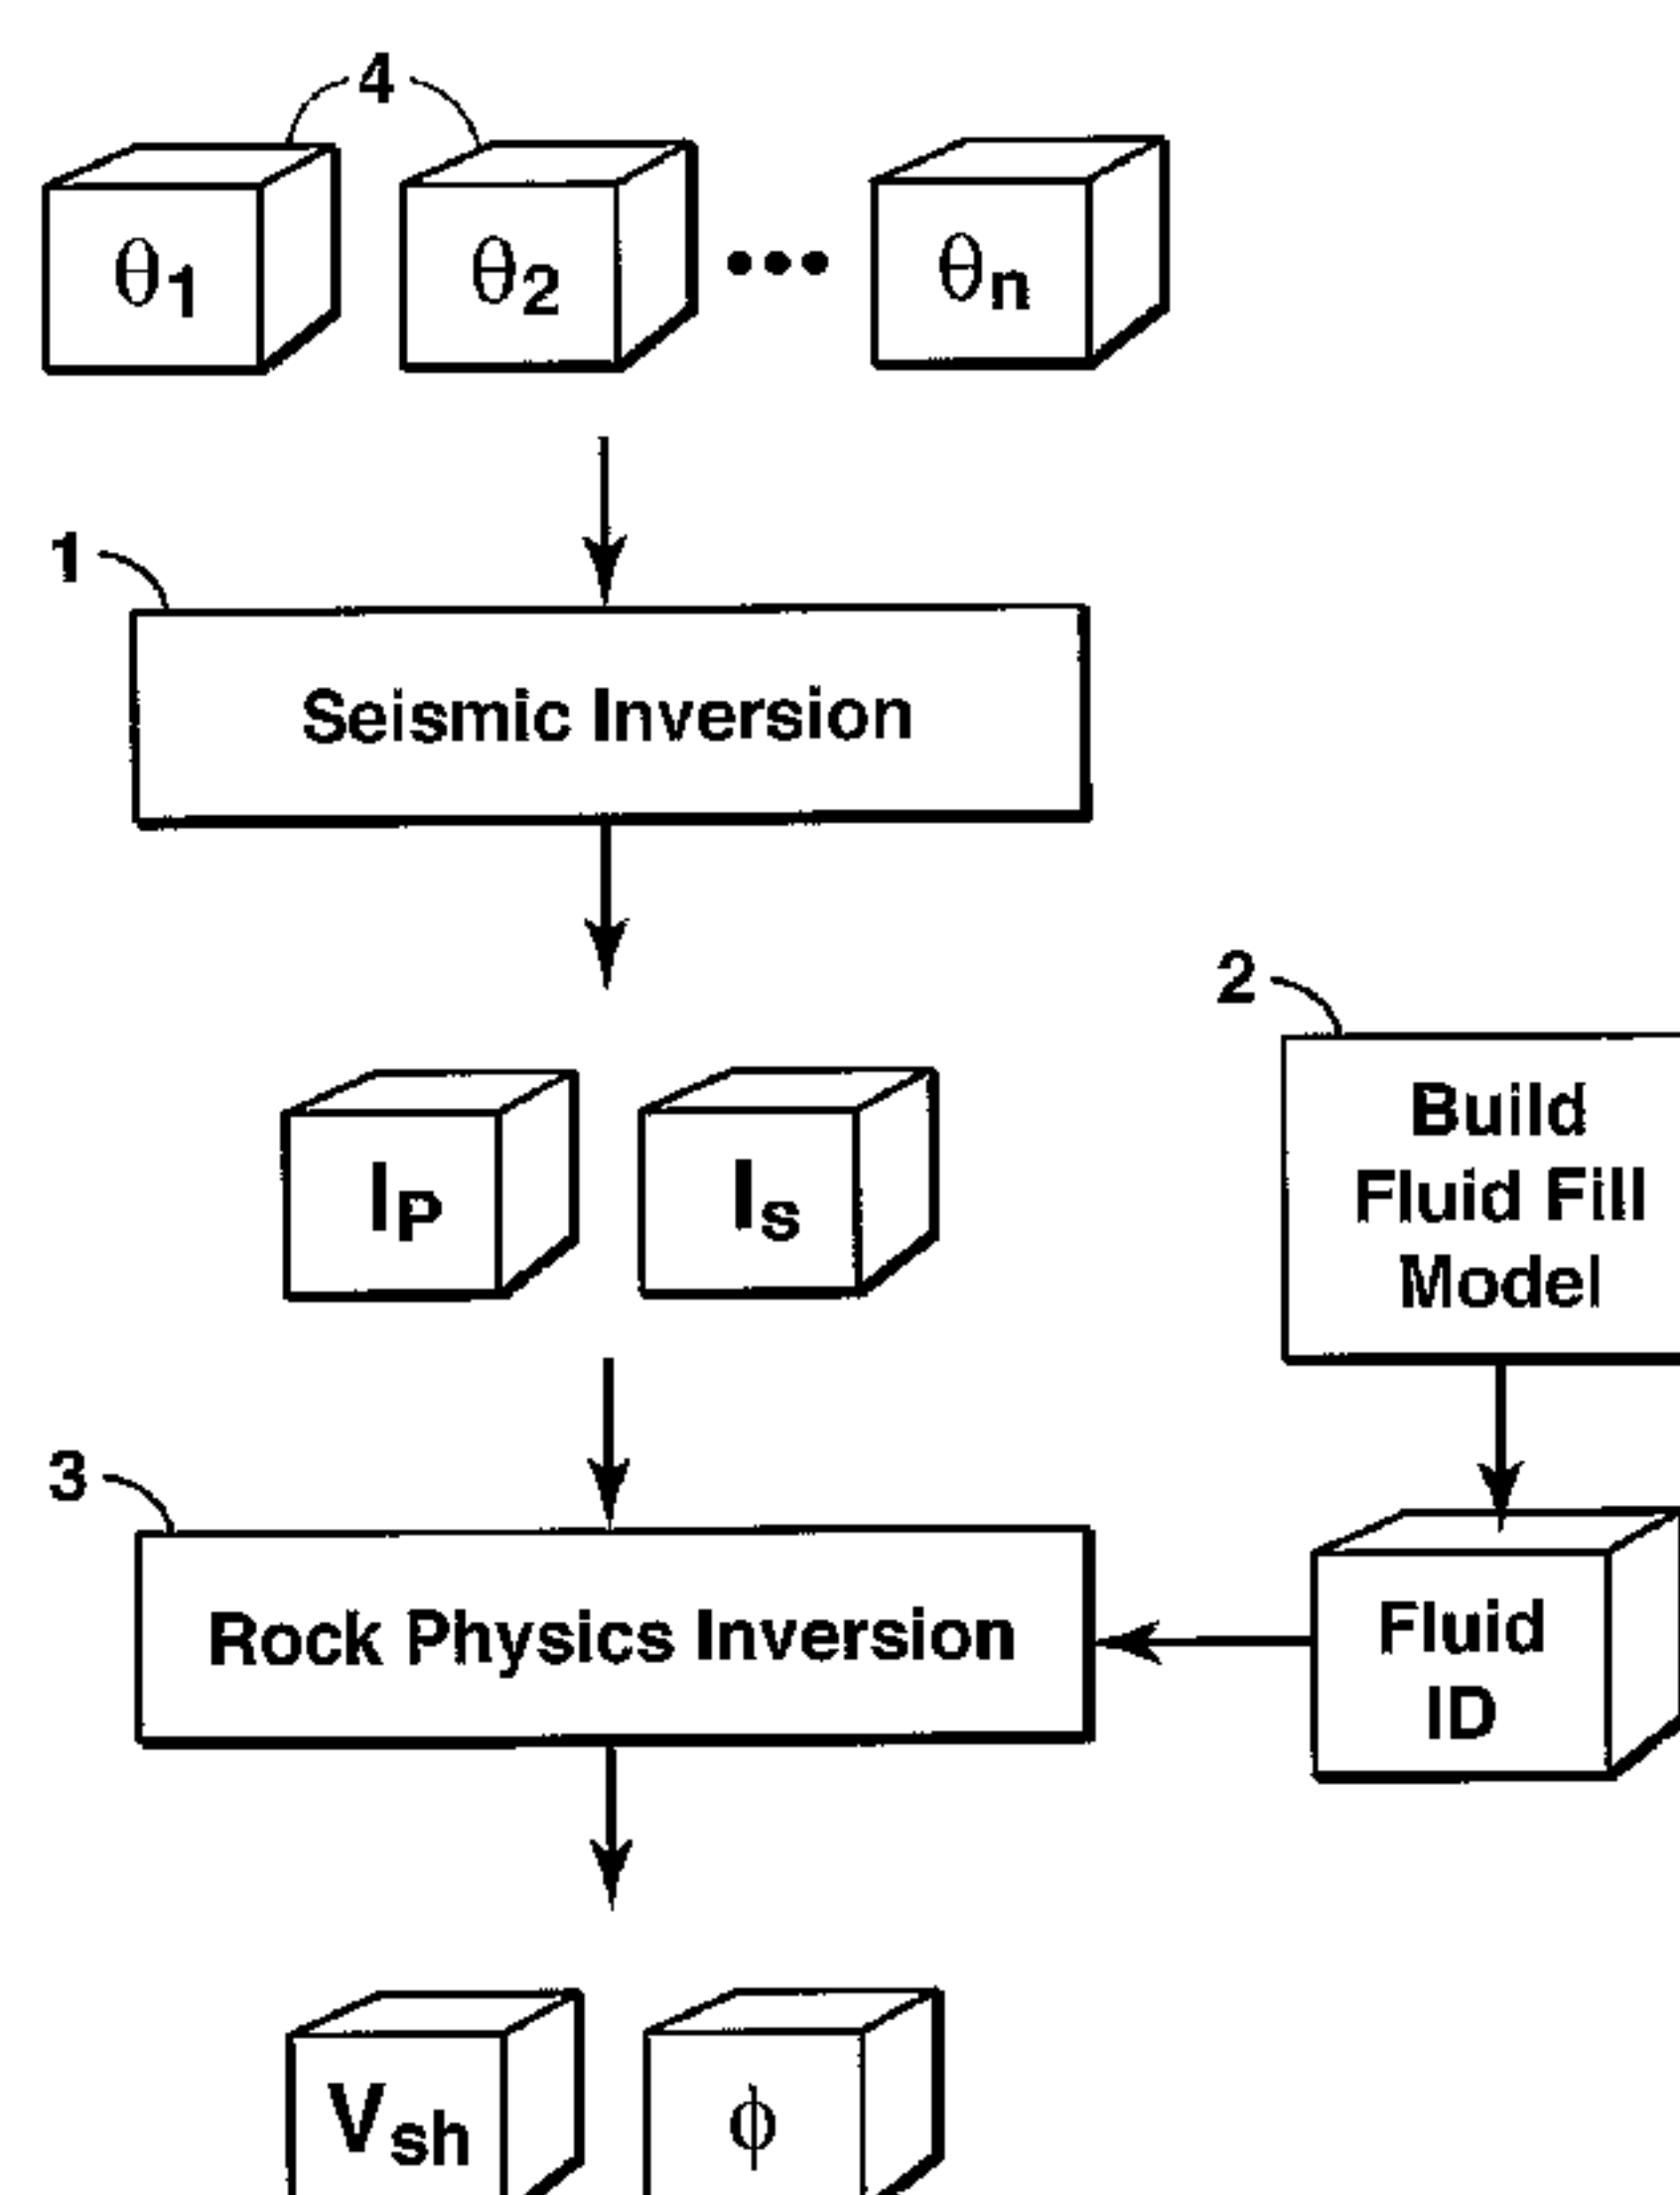 4
θ1
θ2
•••
θn
1
Seismic Inversion
2
Build
Fluid Fill
Model
IP
Is
3
Rock Physics Inversion
Fluid
ID
Vsh
ϕ